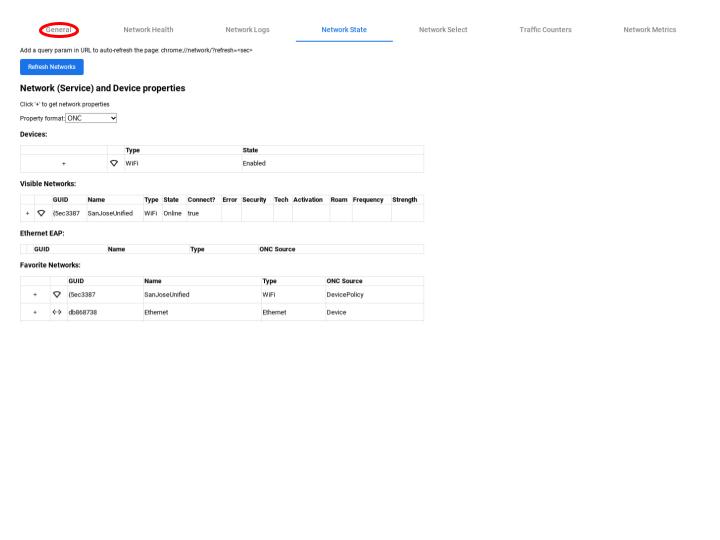 General Network Health Network Logs Network State Network Select Traffic Counters Network Metrics
Add a query param in URL to auto-refresh the page: chrome://network/?refresh=<sec>
Refresh Networks
Network (Service) and Device properties
Click '+' to get network properties
Property format: ONC
Devices:
Type State
+ WiFi Enabled
Visible Networks:
GUID Name Type State Connect? Error Security Tech Activation Roam Frequency Strength
+ {5ec3387 SanJoseUnified WiFi Online true
Ethernet EAP:
GUID Name Type ONC Source
Favorite Networks:
GUID Name Type ONC Source
+ {5ec3387 SanJoseUnified WiFi DevicePolicy
+ db868738 Ethernet Ethernet Device